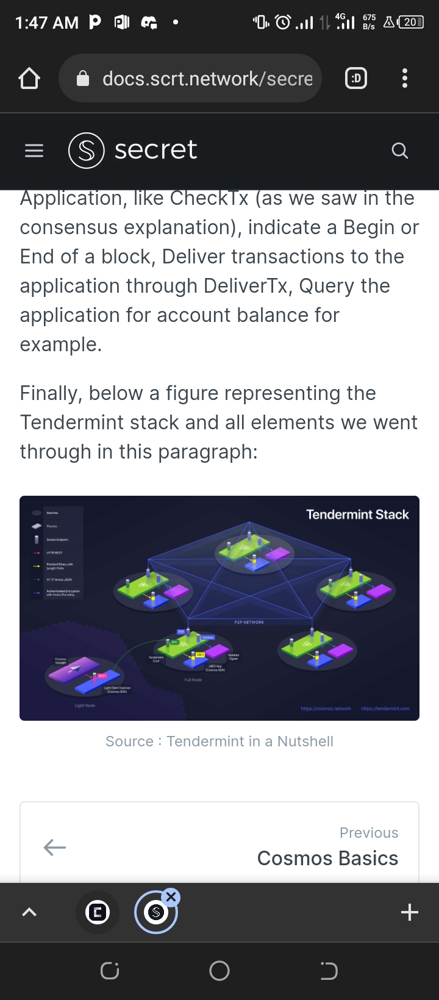 1:47 AM
4G
675
B/s
20
docs.scrt.network/secre
:D
secret
Application, like CheckTx (as we saw in the
consensus explanation), indicate a Begin or
End of a block, Deliver transactions to the
application through DeliverTx, Query the
application for account balance for
example.
Finally, below a figure representing the
Tendermint stack and all elements we went
through in this paragraph:
Tendermint Stack
Machine
Process
Socket Endpoint
HTTP REST
Protobuf Binary with
Length Prefix
HTTP Amino JSON
Authenticated Encryption
with Amino Encoding
P2P NETWORK
P2P
Validator
RPC
ABCI
Tendermint
Core
Validator
Signer
ABCI App
(Cosmos SDK)
Full Node
Cosmos
Voyager
REST
Light Client Daemon
(Cosmos SDK)
Light Node
https://cosmos.network
https://tendermint.com
Source : Tendermint in a Nutshell
Previous
Cosmos Basics